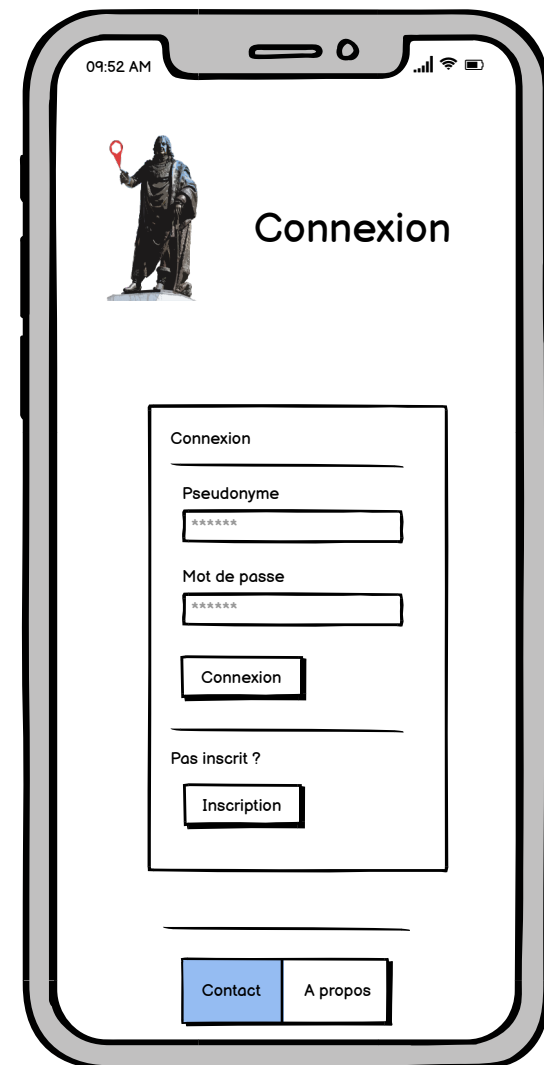 09:52 AM
Connexion
Connexion
Pseudonyme
******
Mot de passe
******
Connexion
Pas inscrit ?
Inscription
Contact
A propos